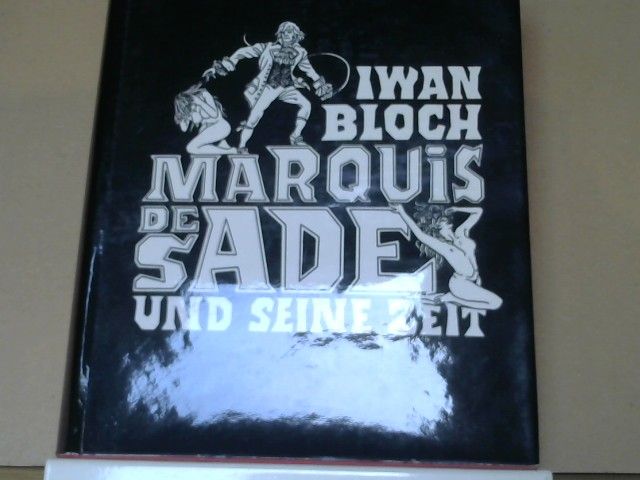 IWAN
BLOCH
MARQUiS
DE
SADE
UND SEINE ZEIT